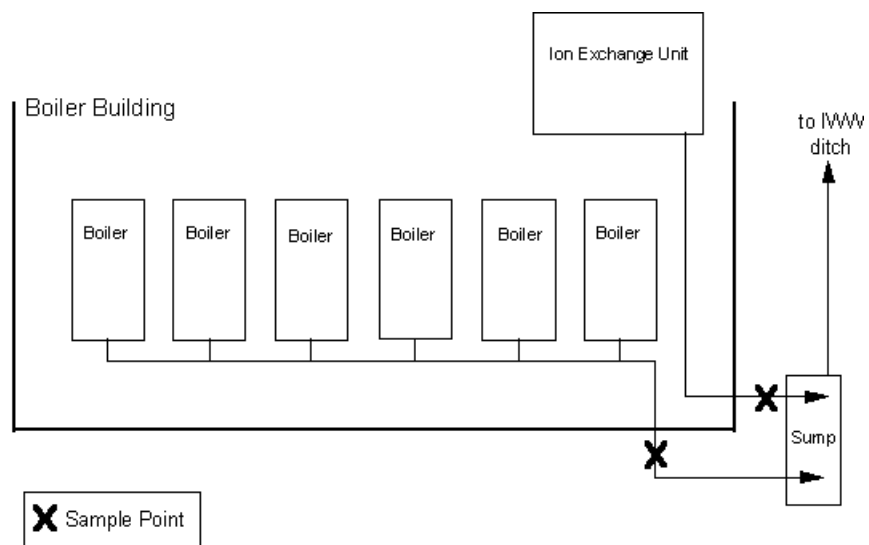 Ion Exchange Unit
Boiler Building
to IWW
ditch
Boiler
Boiler
Boiler
Boiler
Boiler
Boiler
Sump
Sample Point